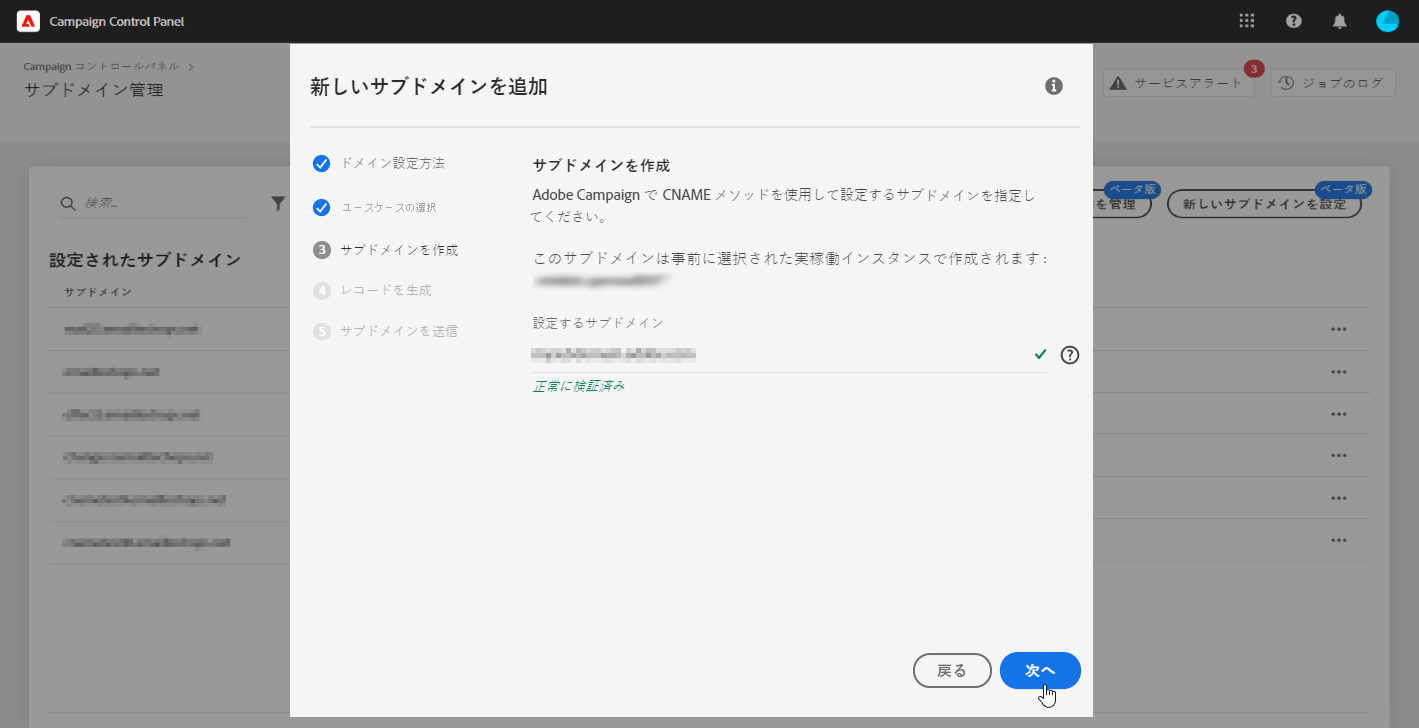 Campaign Control Panel
Campaign コントロールパネル >
サブドメイン管理
3
サービスアラート
ジョブのログ
新しいサブドメインを追加
ドメイン設定方法
ユースケースの選択
3 サブドメインを作成
4 レコードを生成
5 サブドメインを送信
サブドメインを作成
Adobe Campaign で CNAME メソッドを使用して設定するサブドメインを指定し
てください。
このサブドメインは事前に選択された実稼働インスタンスで作成されます:
設定するサブドメイン
正常に検証済み
検索...
ベータ版
を管理
ベータ版
新しいサブドメインを設定
設定されたサブドメイン
サブドメイン
戻る
次へ